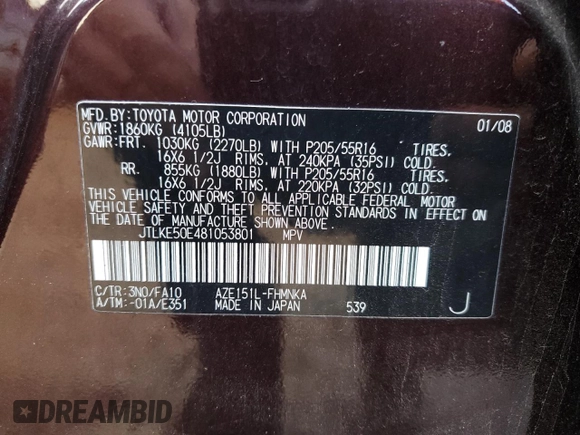 MFD.BY:TOYOTA MOTOR CORPORATION 01/08
GVWR:1860KG (4105LB)
GAWR:FRT. 1030KG (2270LB) WITH P205/55R16 TIRES,
16X6 1/2J RIMS, AT 240KPA (35PSI) COLD.
RR. 855KG (1880LB) WITH P205/55R16 TIRES,
16X6 1/2J RIMS, AT 220KPA (32PSI) COLD.
THIS VEHICLE CONFORMS TO ALL APPLICABLE FEDERAL MOTOR
VEHICLE SAFETY AND THEFT PREVENTION STANDARDS IN EFFECT
ON THE DATE OF MANUFACTURE SHOWN ABOVE.
JTLKE50E481053801 MPV
C/TR:3N0/FA10 AZE151L-FHMNKA
A/TM:-01A/E351 MADE IN JAPAN 539 J
DREAMBID